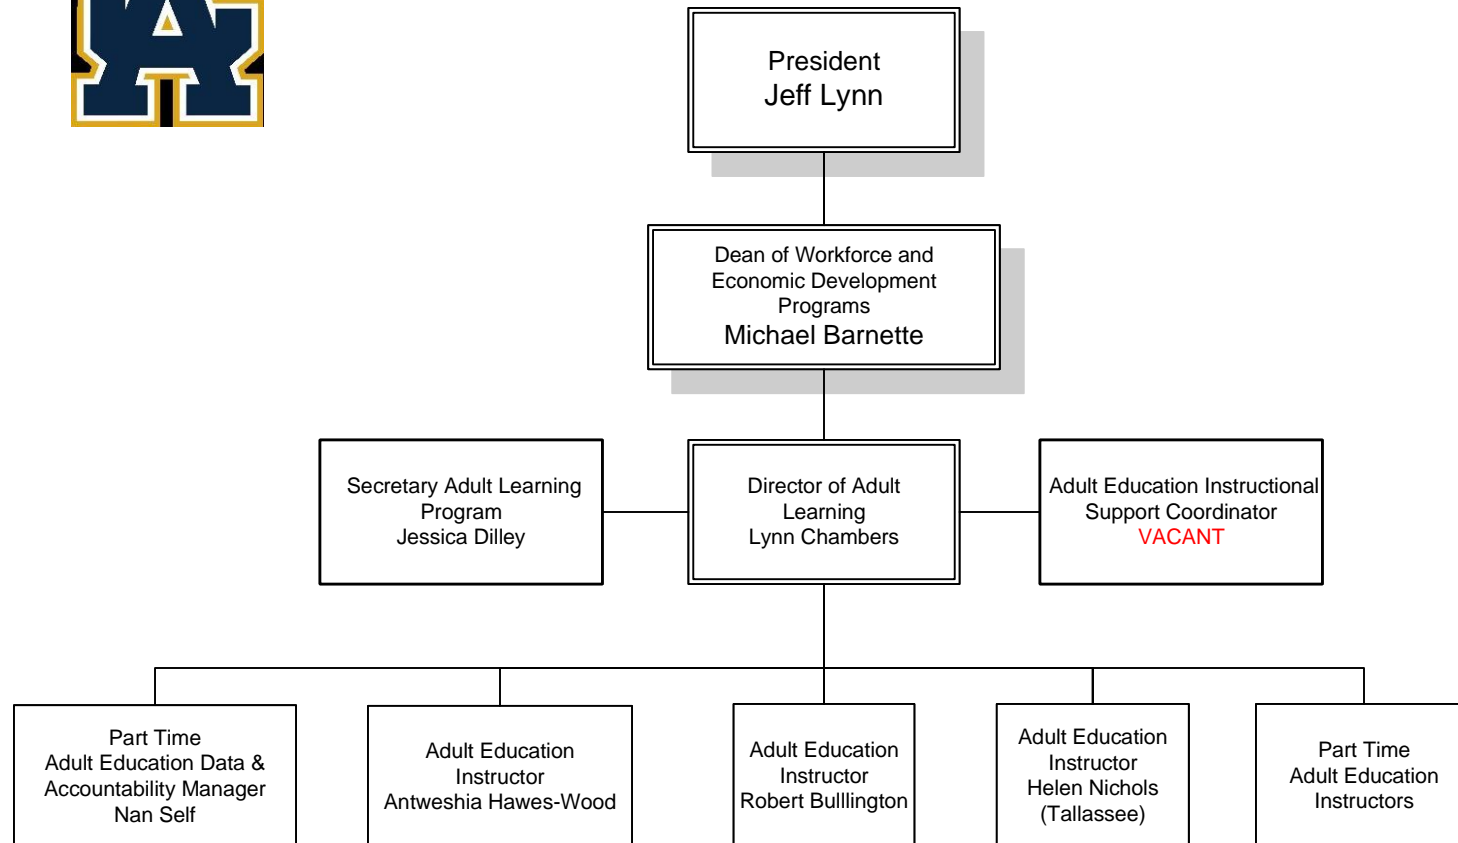 A
President
Jeff Lynn
Dean of Workforce and
Economic Development
Programs
Michael Barnette
Secretary Adult Learning
Program
Jessica Dilley
Director of Adult
Learning
Lynn Chambers
Adult Education Instructional
Support Coordinator
VACANT
Part Time
Adult Education Data &
Accountability Manager
Nan Self
Adult Education
Instructor
Antweshia Hawes-Wood
Adult Education
Instructor
Robert Bulllington
Adult Education
Instructor
Helen Nichols
(Tallassee)
Part Time
Adult Education
Instructors